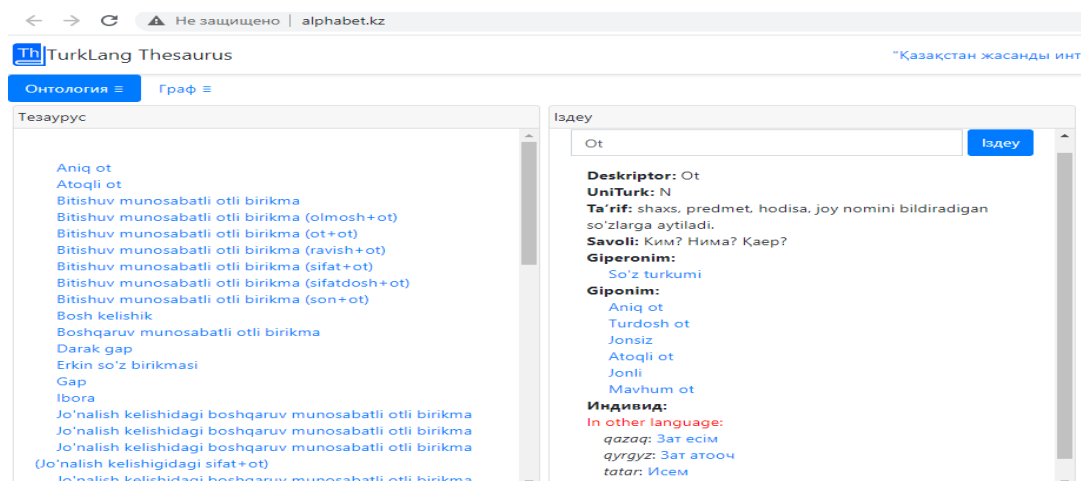 Не защищено | alphabet.kz
Th TurkLang Thesaurus
"Қазақстан жасанды инт
Онтология ≡ Граф ≡
Тезаурус
Aniq ot
Atoqli ot
Bitishuv munosabatli otli birikma
Bitishuv munosabatli otli birikma (olmosh+ot)
Bitishuv munosabatli otli birikma (ot+ot)
Bitishuv munosabatli otli birikma (ravish+ot)
Bitishuv munosabatli otli birikma (sifat+ot)
Bitishuv munosabatli otli birikma (sifatdosh+ot)
Bitishuv munosabatli otli birikma (son+ot)
Bosh kelishik
Boshqaruv munosabatli otli birikma
Darak gap
Erkin so'z birikmasi
Gap
Ibora
Jo'nalish kelishidagi boshqaruv munosabatli otli birikma
Jo'nalish kelishidagi boshqaruv munosabatli otli birikma
Jo'nalish kelishidagi boshqaruv munosabatli otli birikma
(Jo'nalish kelishigidagi sifat+ot)
Jo'nalish kelishidagi boshqaruv munosabatli otli birikma
Іздеу
Ot Іздеу
Deskriptor: Ot
UniTurk: N
Ta'rif: shaxs, predmet, hodisa, joy nomini bildiradigan
so'zlarga aytiladi.
Savoli: Ким? Нима? Қаер?
Giperonim:
So'z turkumi
Giponim:
Aniq ot
Turdosh ot
Jonsiz
Atoqli ot
Jonli
Mavhum ot
Индивид:
In other language:
qazaq: Зат есім
qyrgyz: Зат атооч
tatar: Исем